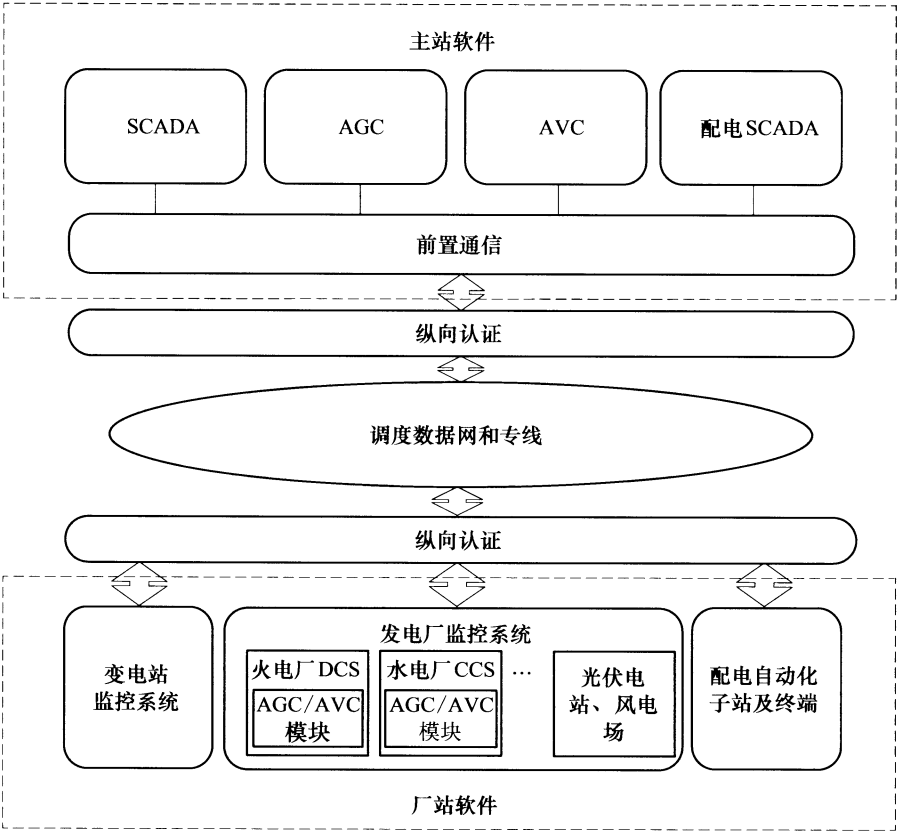 主站软件
SCADA
AGC
AVC
配电SCADA
前置通信
纵向认证
调度数据网和专线
纵向认证
变电站
监控系统
发电厂监控系统
火电厂DCS
AGC/AVC
模块
水电厂CCS
AGC/AVC
模块
…
光伏电
站、风电
场
配电自动化
子站及终端
厂站软件